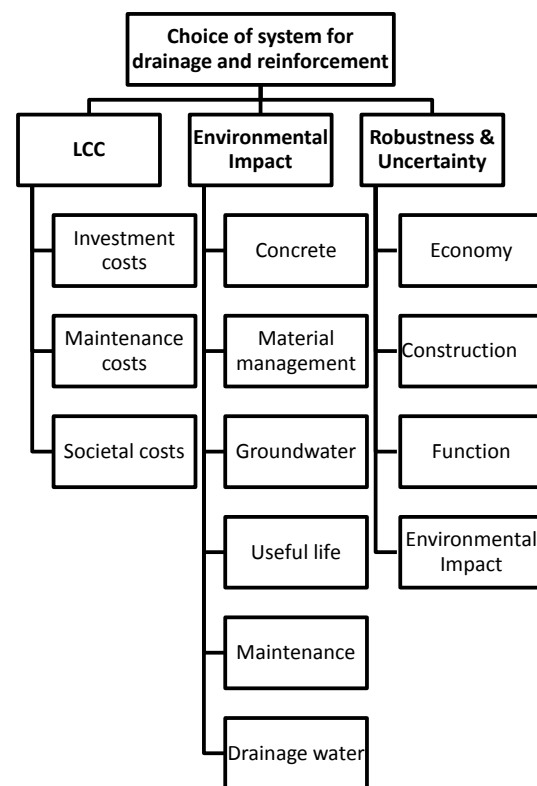 Choice of system for
drainage and reinforcement
LCC
Investment
costs
Maintenance
costs
Societal costs
Environmental
Impact
Concrete
Material
management
Groundwater
Useful life
Maintenance
Drainage water
Robustness &
Uncertainty
Economy
Construction
Function
Environmental
Impact